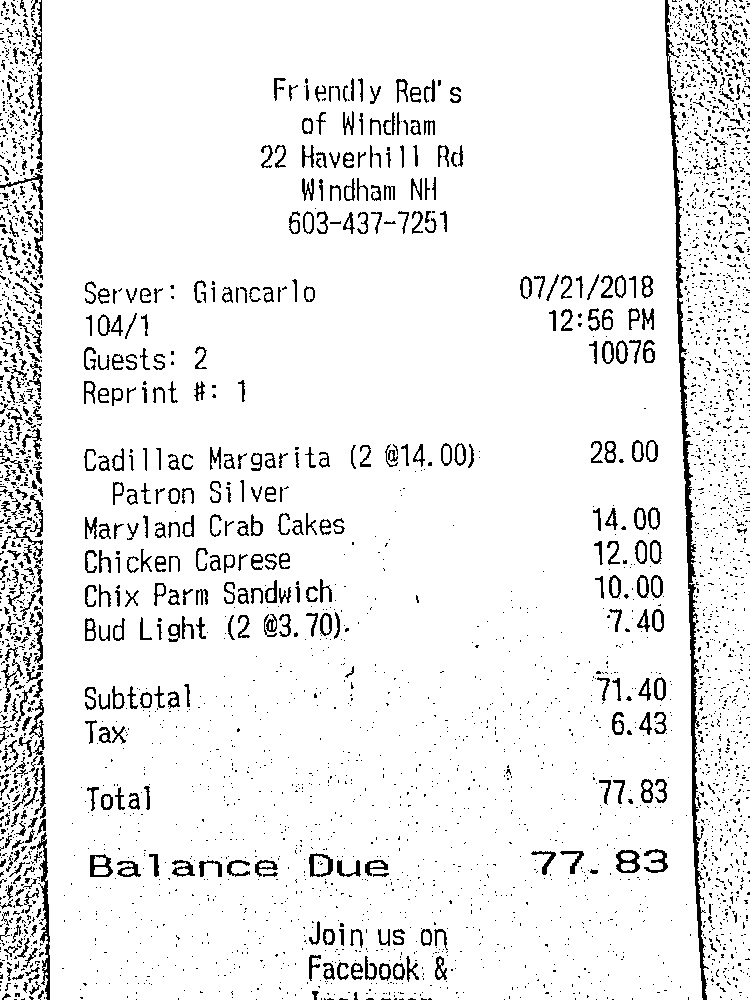 Friendly Red's
of Windham
22 Haverhill Rd
Windham NH
603-437-7251
Server: Giancarlo 07/21/2018
104/1 12:56 PM
Guests: 2 10076
Reprint #: 1
Cadillac Margarita (2 @14.00) 28.00
Patron Silver
Maryland Crab Cakes 14.00
Chicken Caprese 12.00
Chix Parm Sandwich 10.00
Bud Light (2 @3.70) 7.40
Subtotal 71.40
Tax 6.43
Total 77.83
Balance Due 77.83
Join us on
Facebook &